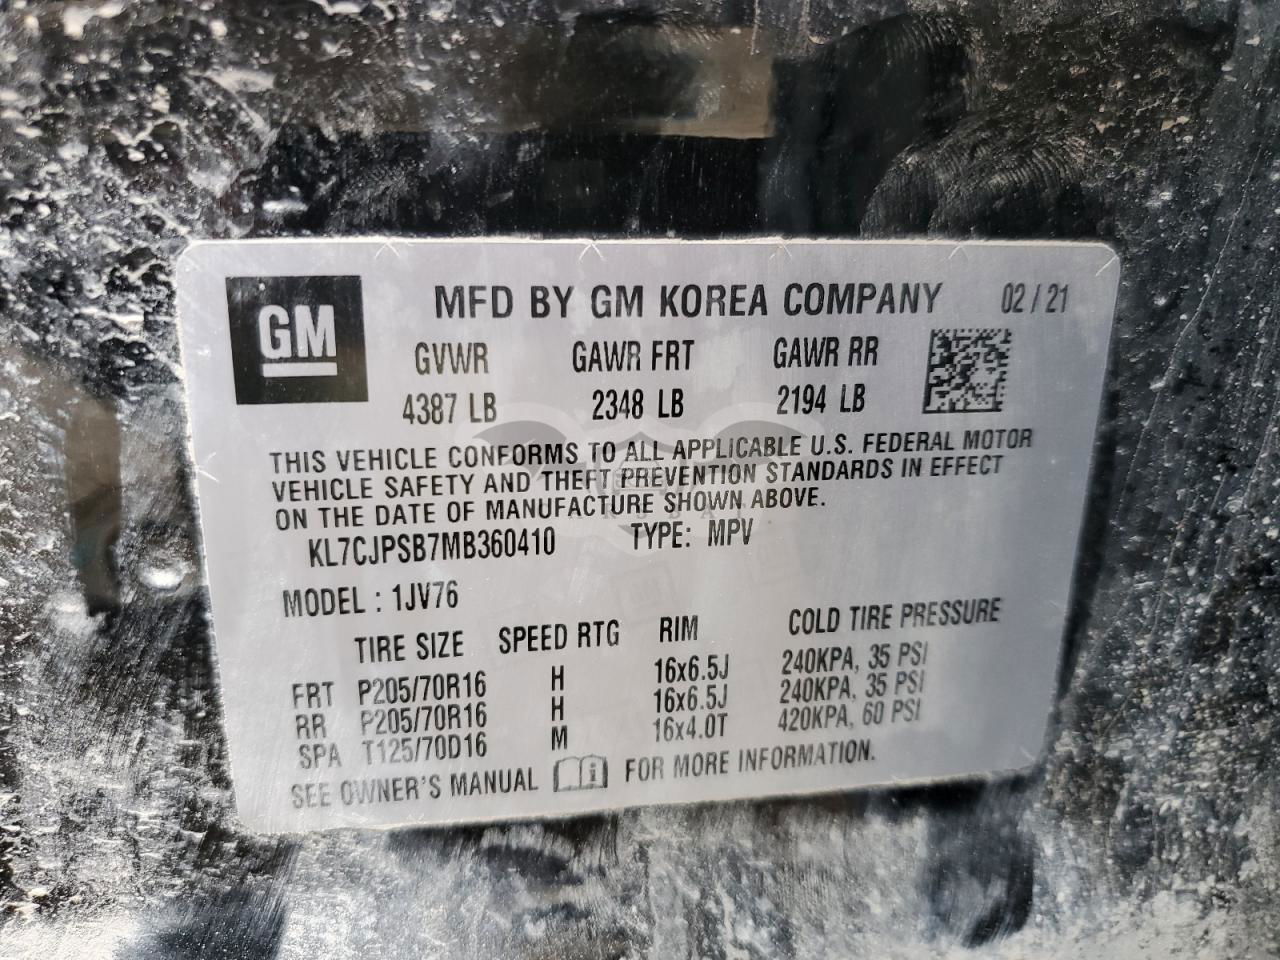 GM
MFD BY GM KOREA COMPANY 02 / 21
GVWR GAWR FRT GAWR RR
4387 LB 2348 LB 2194 LB
THIS VEHICLE CONFORMS TO ALL APPLICABLE U.S. FEDERAL MOTOR
VEHICLE SAFETY AND THEFT PREVENTION STANDARDS IN EFFECT
ON THE DATE OF MANUFACTURE SHOWN ABOVE.
KL7CJPSB7MB360410 TYPE: MPV
MODEL : 1JV76
TIRE SIZE SPEED RTG RIM COLD TIRE PRESSURE
FRT P205/70R16 H 16x6.5J 240KPA, 35 PSI
RR P205/70R16 H 16x6.5J 240KPA, 35 PSI
SPA T125/70D16 M 16x4.0T 420KPA, 60 PSI
SEE OWNER'S MANUAL i FOR MORE INFORMATION.